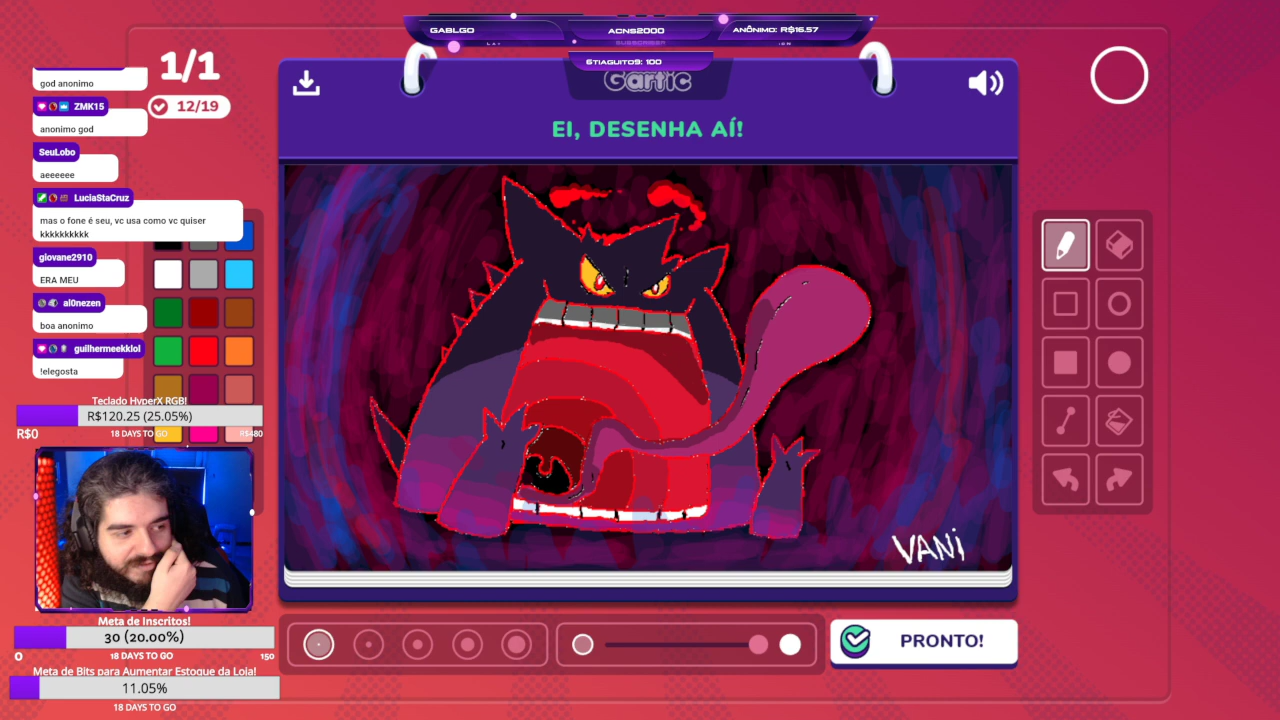 GABLGO
ACNS2000
ANÔNIMO: R$16.57
SUBSCRIBER
6TIAGUITO9: 100
Gartic
EI, DESENHA AÍ!
1/1
12/19
god anonimo
ZMK15
anonimo god
SeuLobo
aeeeeee
LuciaStaCruz
mas o fone é seu, vc usa como vc quiser
kkkkkkkkkk
giovane2910
ERA MEU
al0nezen
boa anonimo
guilhermeekklol
!elegosta
Teclado HyperX RGB!
R$120.25 (25.05%)
R$0
18 DAYS TO GO
R$480
VANi
Meta de Inscritos!
30 (20.00%)
0
18 DAYS TO GO
150
Meta de Bits para Aumentar Estoque da Loja!
11.05%
18 DAYS TO GO
PRONTO!